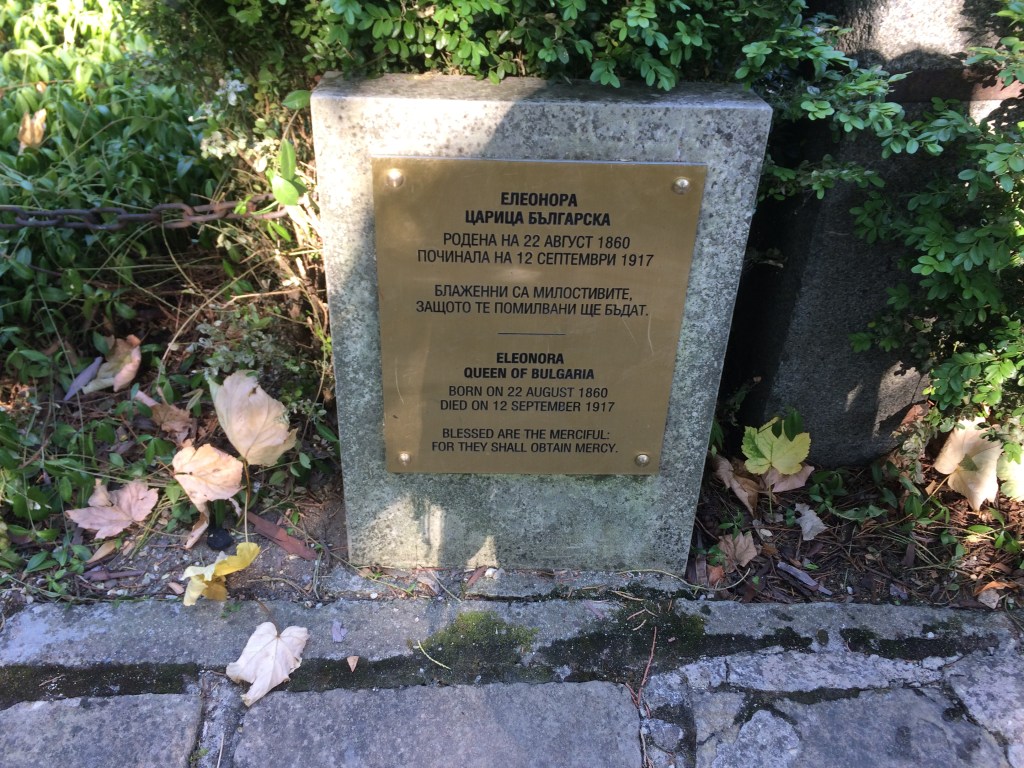 ЕЛЕОНОРА
ЦАРИЦА БЪЛГАРСКА
РОДЕНА НА 22 АВГУСТ 1860
ПОЧИНАЛА НА 12 СЕПТЕМВРИ 1917
БЛАЖЕННИ СА МИЛОСТИВИТЕ,
ЗАЩОТО ТЕ ПОМИЛВАНИ ЩЕ БЪДАТ.
ELEONORA
QUEEN OF BULGARIA
BORN ON 22 AUGUST 1860
DIED ON 12 SEPTEMBER 1917
BLESSED ARE THE MERCIFUL:
FOR THEY SHALL OBTAIN MERCY.